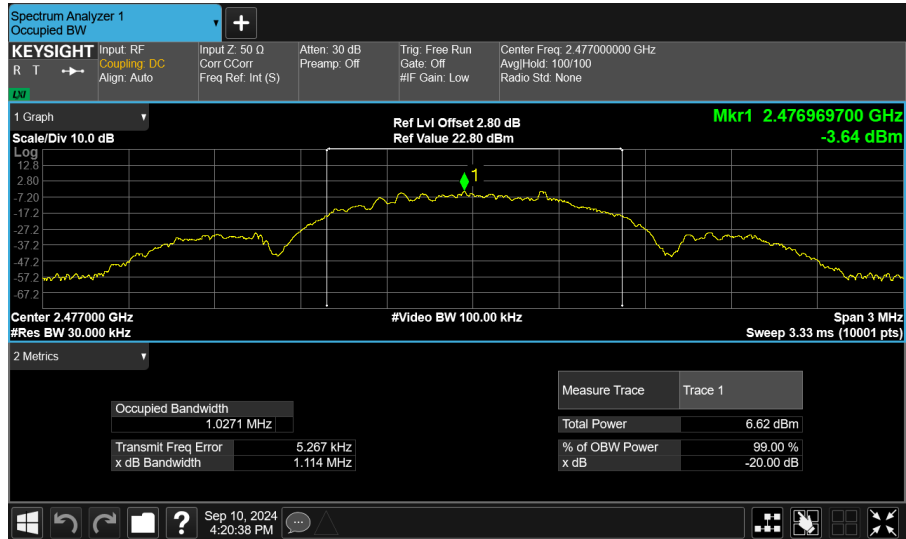 Spectrum Analyzer 1
Occupied BW
KEYSIGHT
R T
LXI
Input: RF
Coupling: DC
Align: Auto
Input Z: 50 Ω
Corr CCorr
Freq Ref: Int (S)
Atten: 30 dB
Preamp: Off
Trig: Free Run
Gate: Off
#IF Gain: Low
Center Freq: 2.477000000 GHz
Avg|Hold: 100/100
Radio Std: None
1 Graph
Scale/Div 10.0 dB
Ref Lvl Offset 2.80 dB
Ref Value 22.80 dBm
Mkr1 2.476969700 GHz
-3.64 dBm
Log
12.8
2.80
-7.20
-17.2
-27.2
-37.2
-47.2
-57.2
-67.2
1
Center 2.477000 GHz
#Video BW 100.00 kHz
Span 3 MHz
#Res BW 30.000 kHz
Sweep 3.33 ms (10001 pts)
2 Metrics
Measure Trace Trace 1
Occupied Bandwidth
1.0271 MHz
Total Power 6.62 dBm
Transmit Freq Error 5.267 kHz
% of OBW Power 99.00 %
x dB Bandwidth 1.114 MHz
x dB -20.00 dB
?
Sep 10, 2024
4:20:38 PM